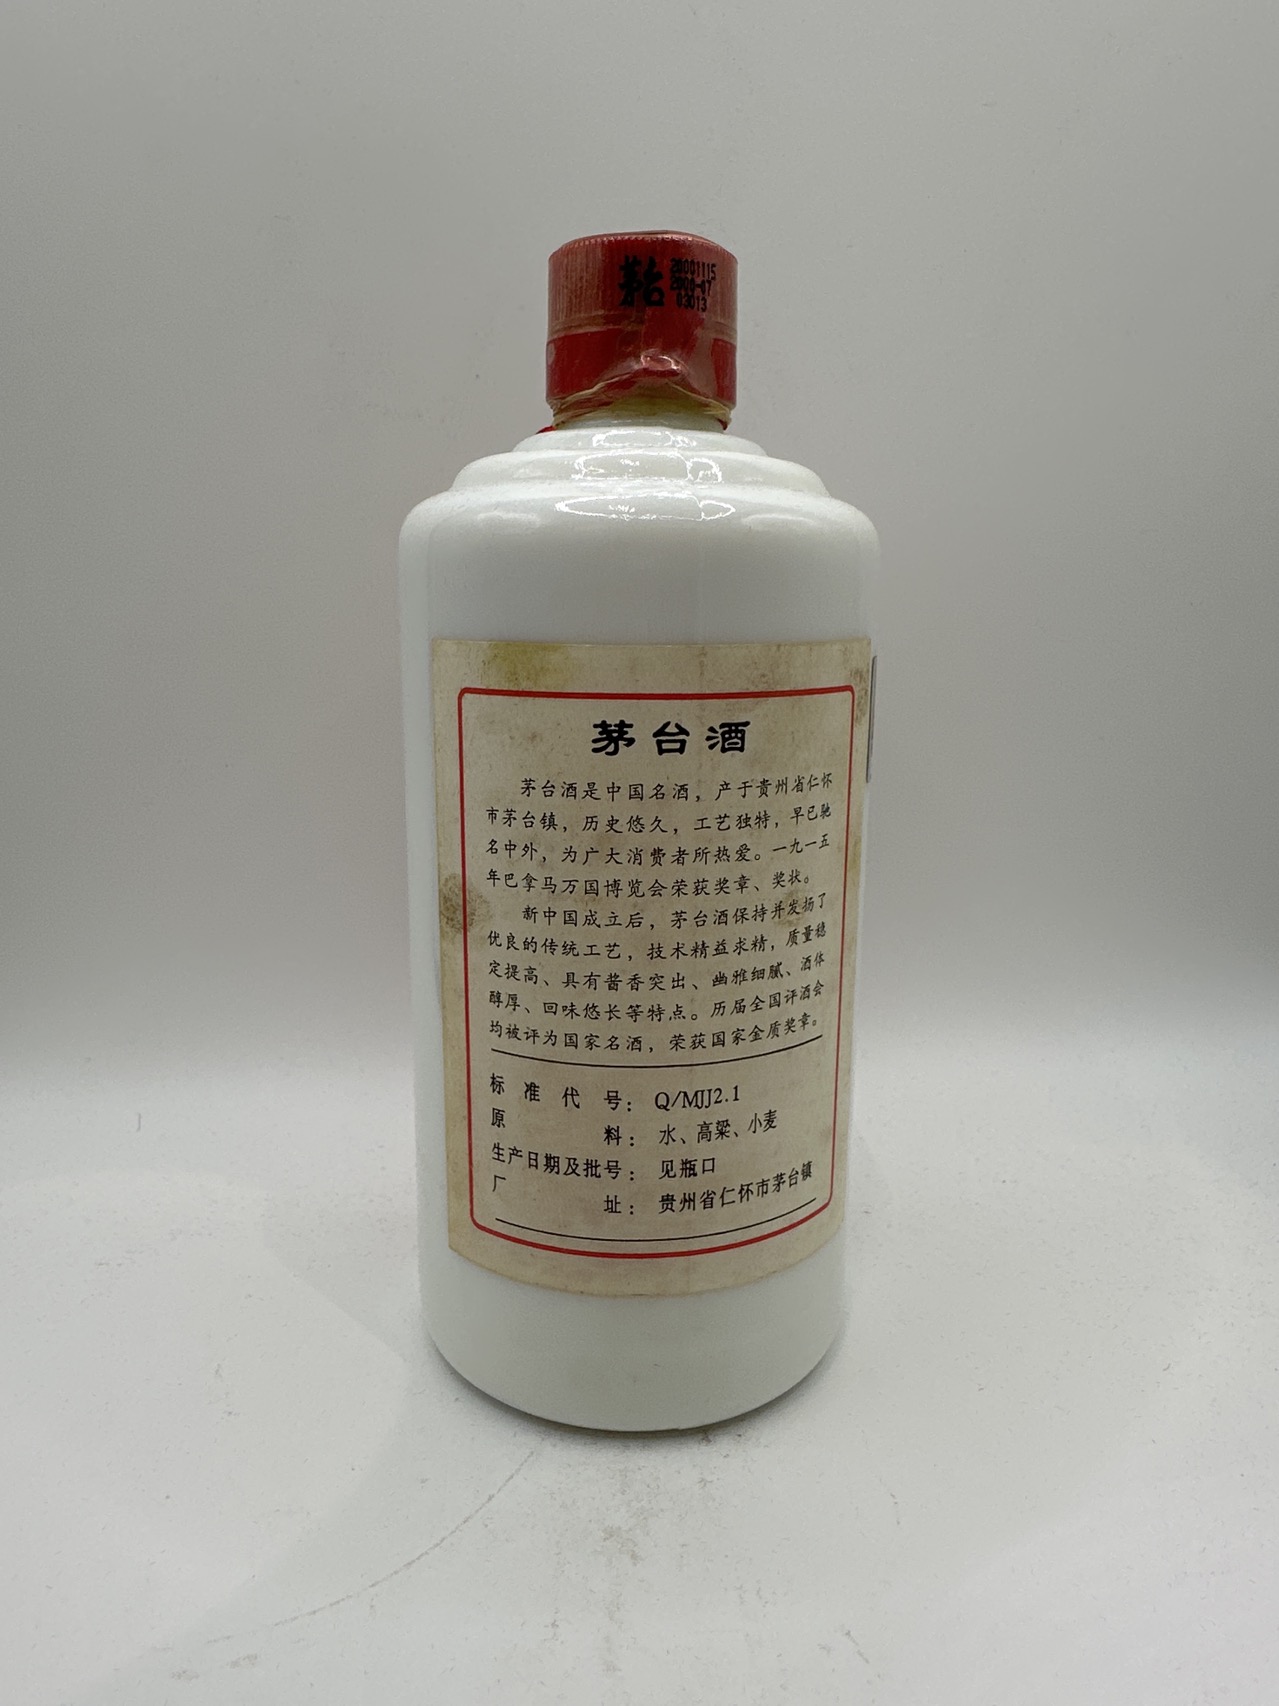 茅台
20001115
2000-07
03013
茅台酒
茅台酒是中国名酒，产于贵州省仁怀
市茅台镇，历史悠久，工艺独特，早已驰
名中外，为广大消费者所热爱。一九一五
年巴拿马万国博览会荣获奖章、奖状。
新中国成立后，茅台酒保持并发扬了
优良的传统工艺，技术精益求精，质量稳
定提高、具有酱香突出、幽雅细腻、酒体
醇厚、回味悠长等特点。历届全国评酒会
均被评为国家名酒，荣获国家金质奖章。
标准代号：Q/MJJ2.1
原料：水、高粱、小麦
生产日期及批号：见瓶口
厂址：贵州省仁怀市茅台镇